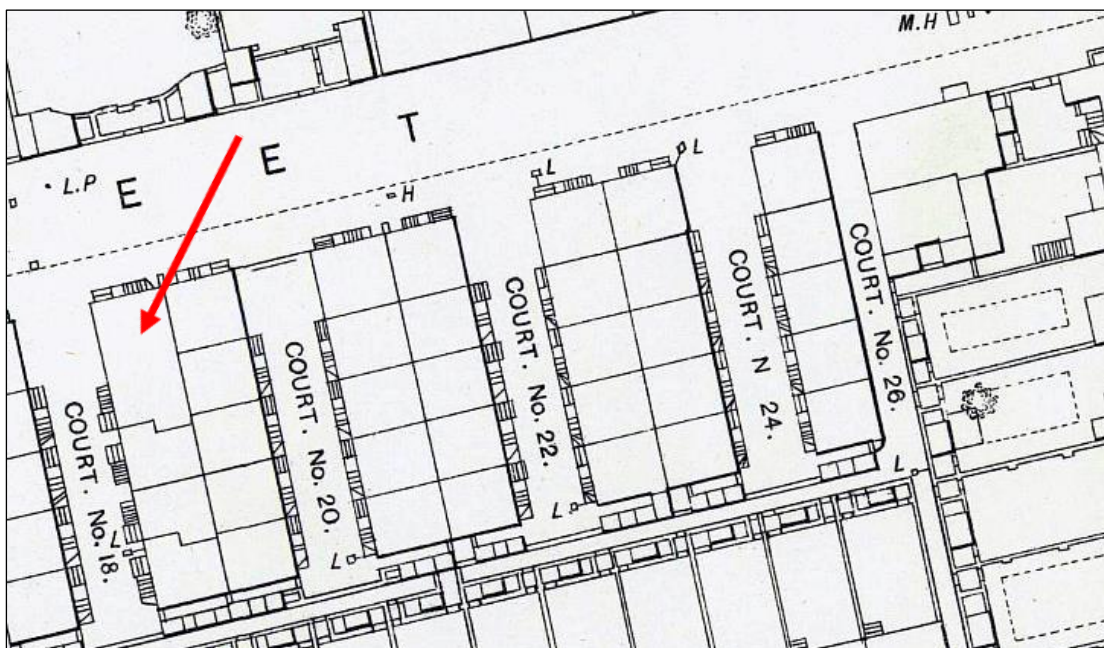 M.H
E E T
L.P
L
L
H
COURT. No. 18.
COURT. No. 20.
COURT. No. 22.
COURT. N 24.
COURT. No. 26.
L
L
L
L